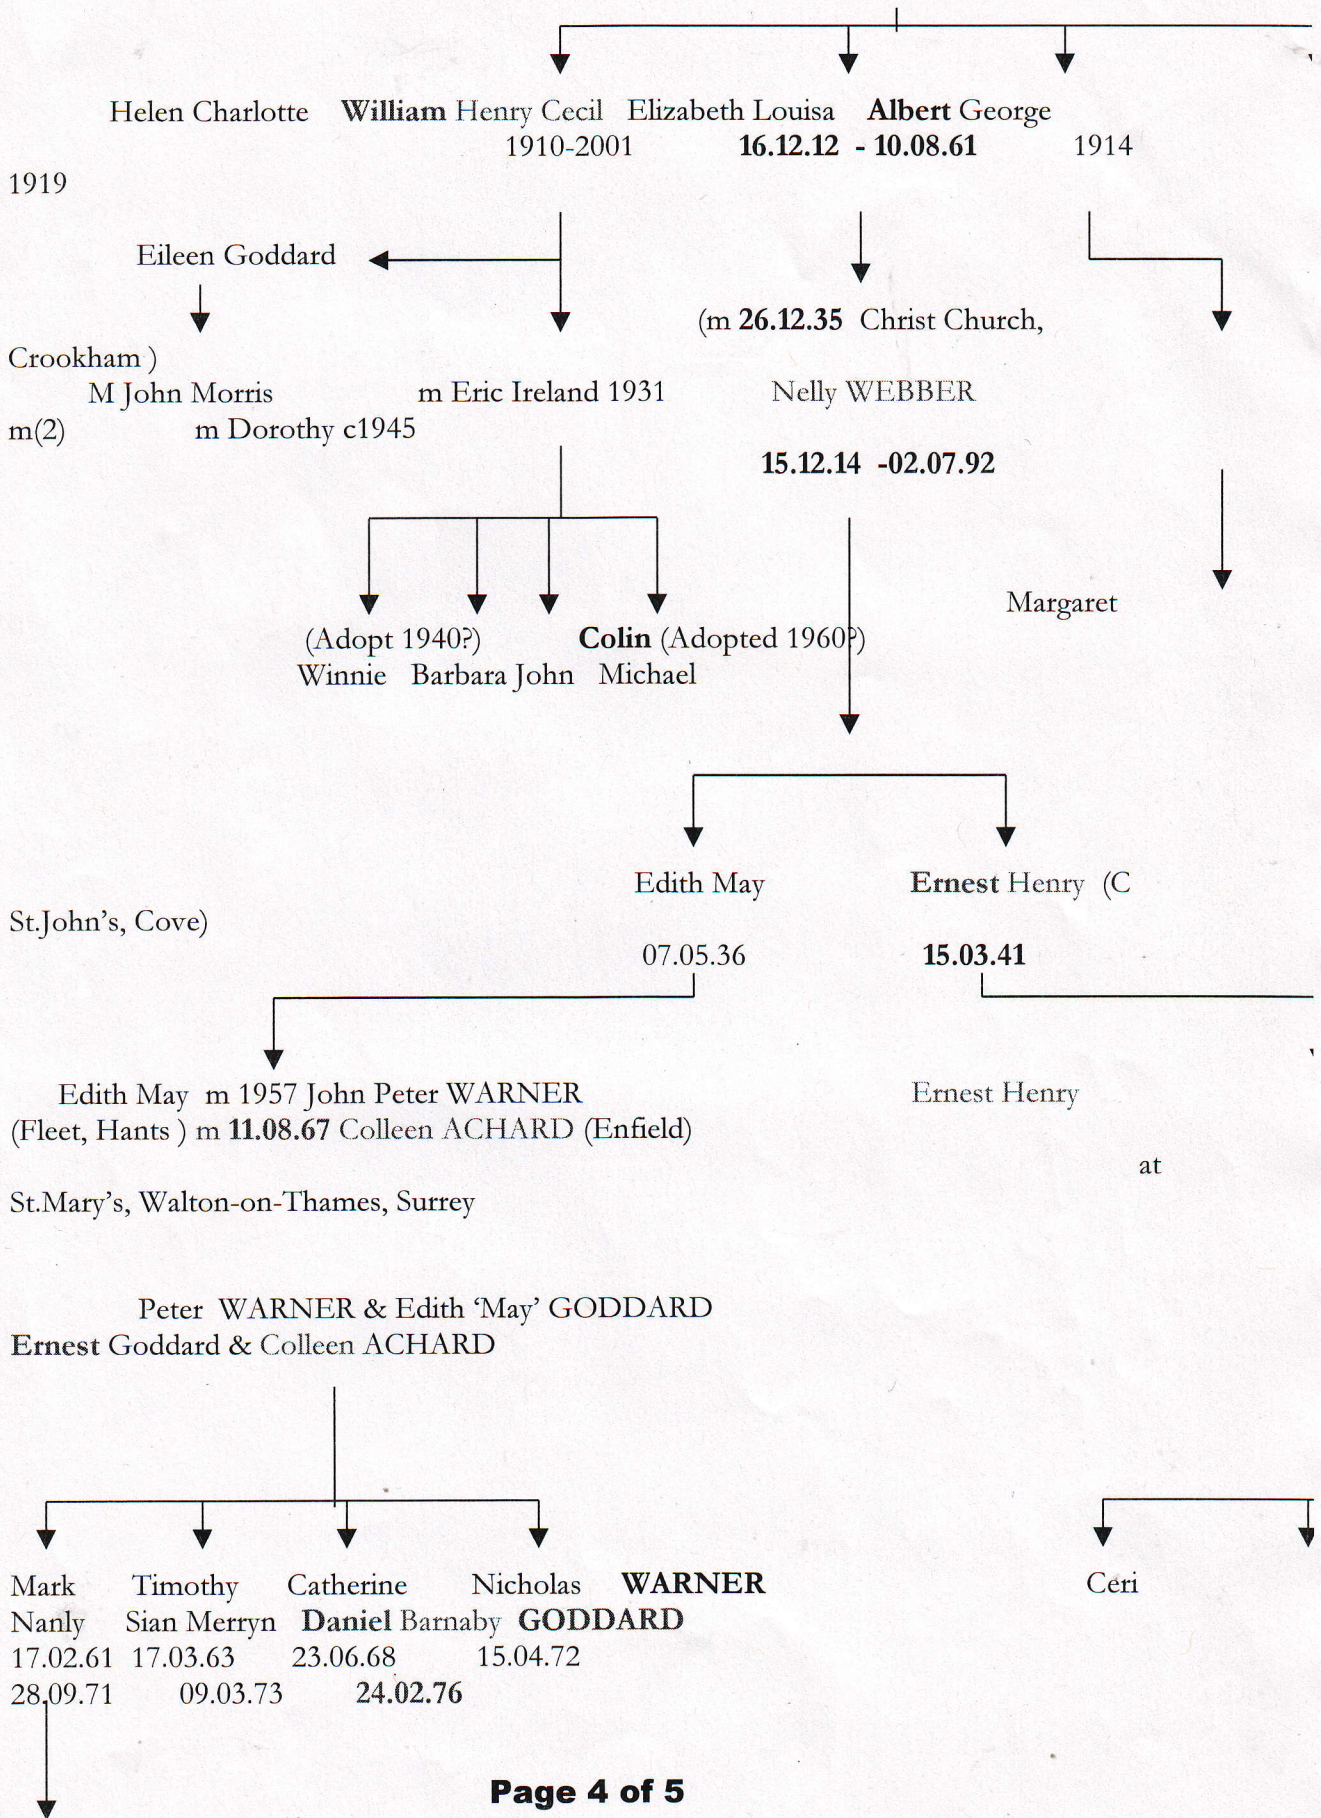 Helen Charlotte William Henry Cecil Elizabeth Louisa Albert George
1910-2001 16.12.12 - 10.08.61 1914
1919
Eileen Goddard
(m 26.12.35 Christ Church,
Crookham )
M John Morris m Eric Ireland 1931 Nelly WEBBER
m(2) m Dorothy c1945
15.12.14 -02.07.92
Margaret
(Adopt 1940?) Colin (Adopted 1960?)
Winnie Barbara John Michael
Edith May Ernest Henry (C
St.John's, Cove)
07.05.36 15.03.41
Edith May m 1957 John Peter WARNER Ernest Henry
(Fleet, Hants ) m 11.08.67 Colleen ACHARD (Enfield)
at
St.Mary's, Walton-on-Thames, Surrey
Peter WARNER & Edith ‘May’ GODDARD
Ernest Goddard & Colleen ACHARD
Mark Timothy Catherine Nicholas WARNER Ceri
Nanly Sian Merryn Daniel Barnaby GODDARD
17.02.61 17.03.63 23.06.68 15.04.72
28.09.71 09.03.73 24.02.76
Page 4 of 5